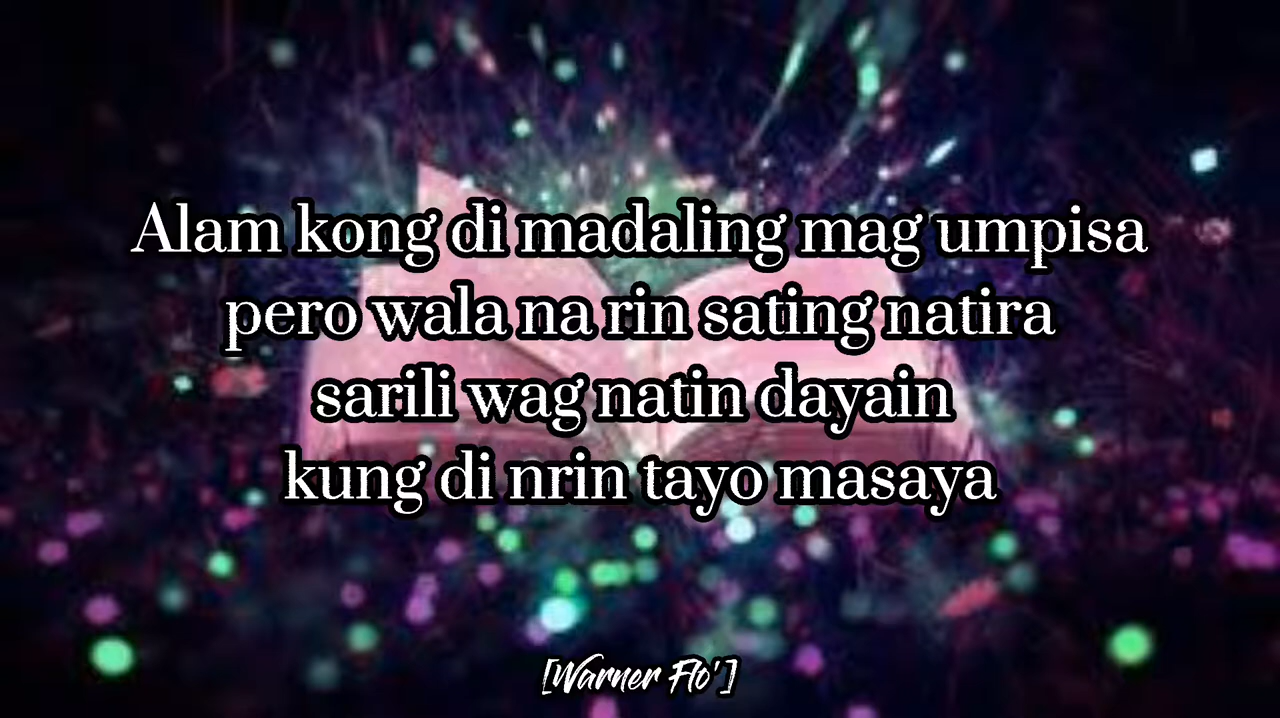 Alam kong di madaling mag umpisa
pero wala na rin sating natira
sarili wag natin dayain
kung di nrin tayo masaya
[Warner Flo']